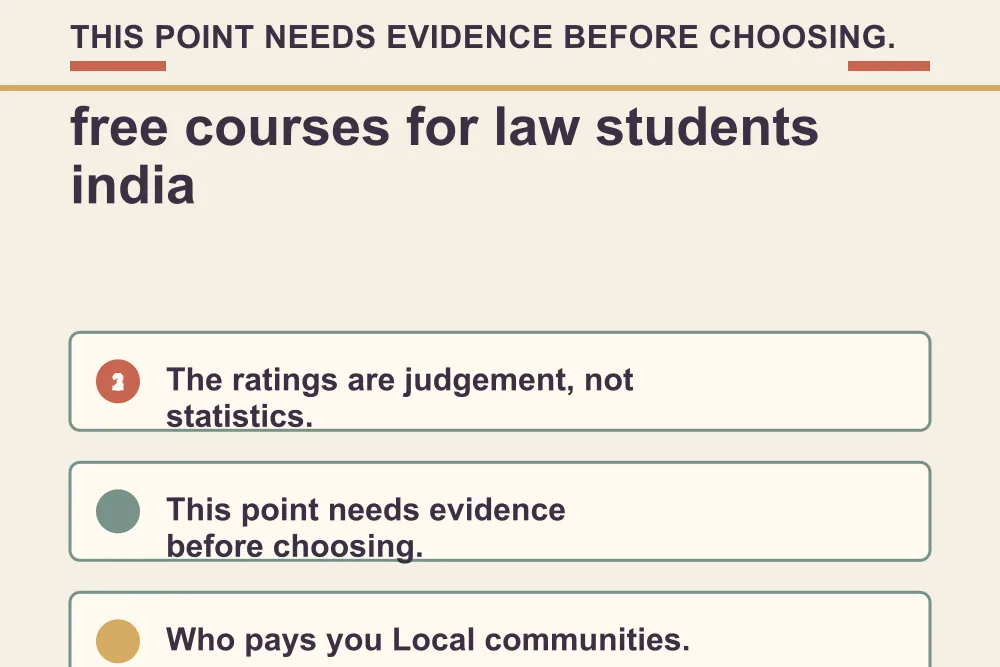 THIS POINT NEEDS EVIDENCE BEFORE CHOOSING.
free courses for law students
india
The ratings are judgement, not
statistics.
This point needs evidence
before choosing.
Who pays you Local communities.